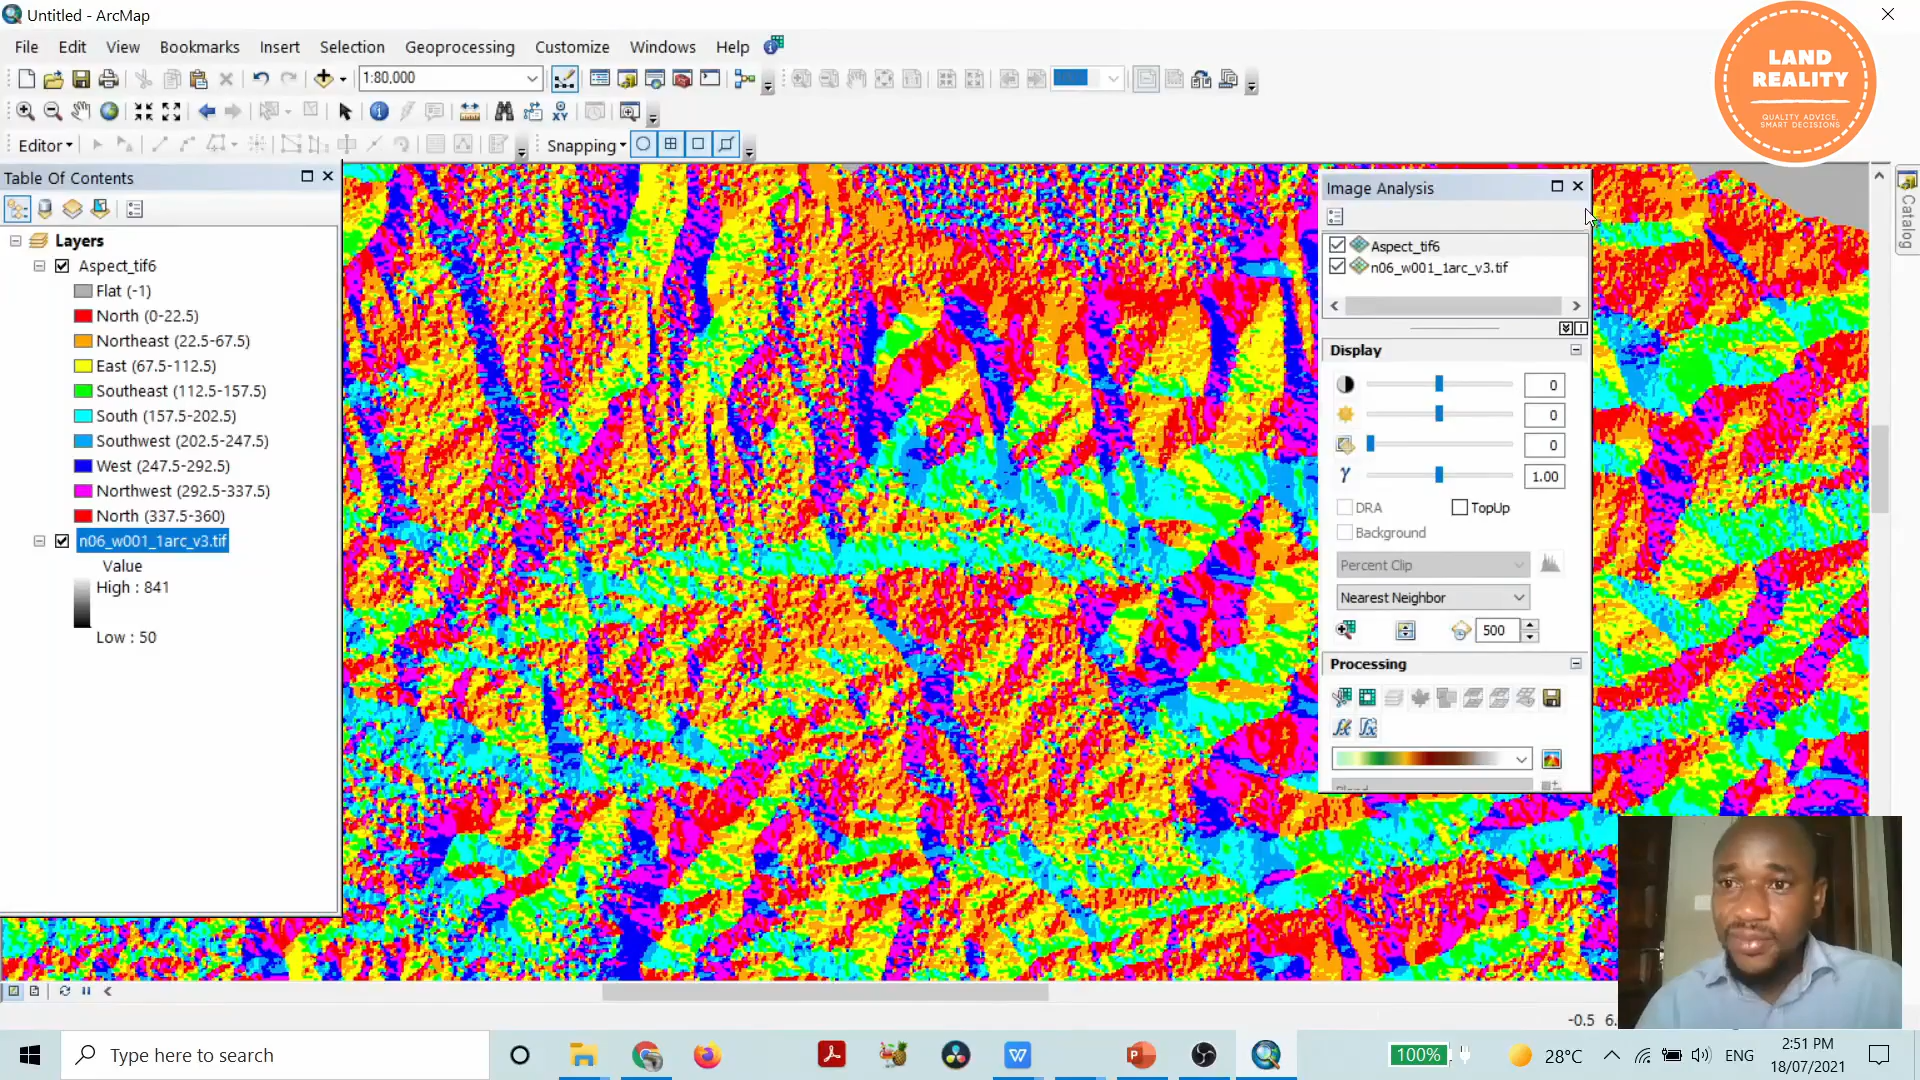 Untitled - ArcMap
File Edit View Bookmarks Insert Selection Geoprocessing Customize Windows Help
1:80,000
Editor
Snapping
LAND
REALITY
QUALITY ADVICE,
SMART DECISIONS
Table Of Contents
Layers
Aspect_tif6
Flat (-1)
North (0-22.5)
Northeast (22.5-67.5)
East (67.5-112.5)
Southeast (112.5-157.5)
South (157.5-202.5)
Southwest (202.5-247.5)
West (247.5-292.5)
Northwest (292.5-337.5)
North (337.5-360)
n06_w001_1arc_v3.tif
Value
High : 841
Low : 50
Image Analysis
Aspect_tif6
n06_w001_1arc_v3.tif
Display
0
0
0
γ 1.00
DRA TopUp
Background
Percent Clip
Nearest Neighbor
500
Processing
Catalog
-0.5 6.
Type here to search
100% 28°C ENG
2:51 PM
18/07/2021